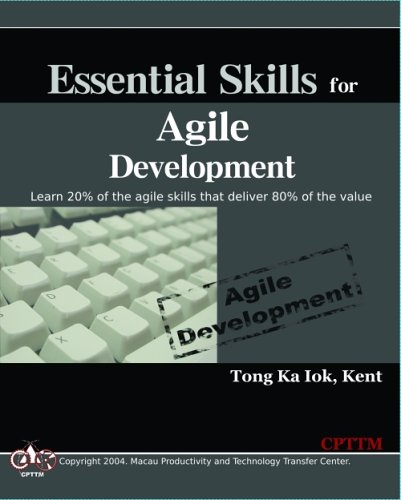 Essential Skills for
Agile
Development
Learn 20% of the agile skills that deliver 80% of the value
Agile
Development
Tong Ka Iok, Kent
CPTTM
CPTTM
Copyright 2004. Macau Productivity and Technology Transfer Center.